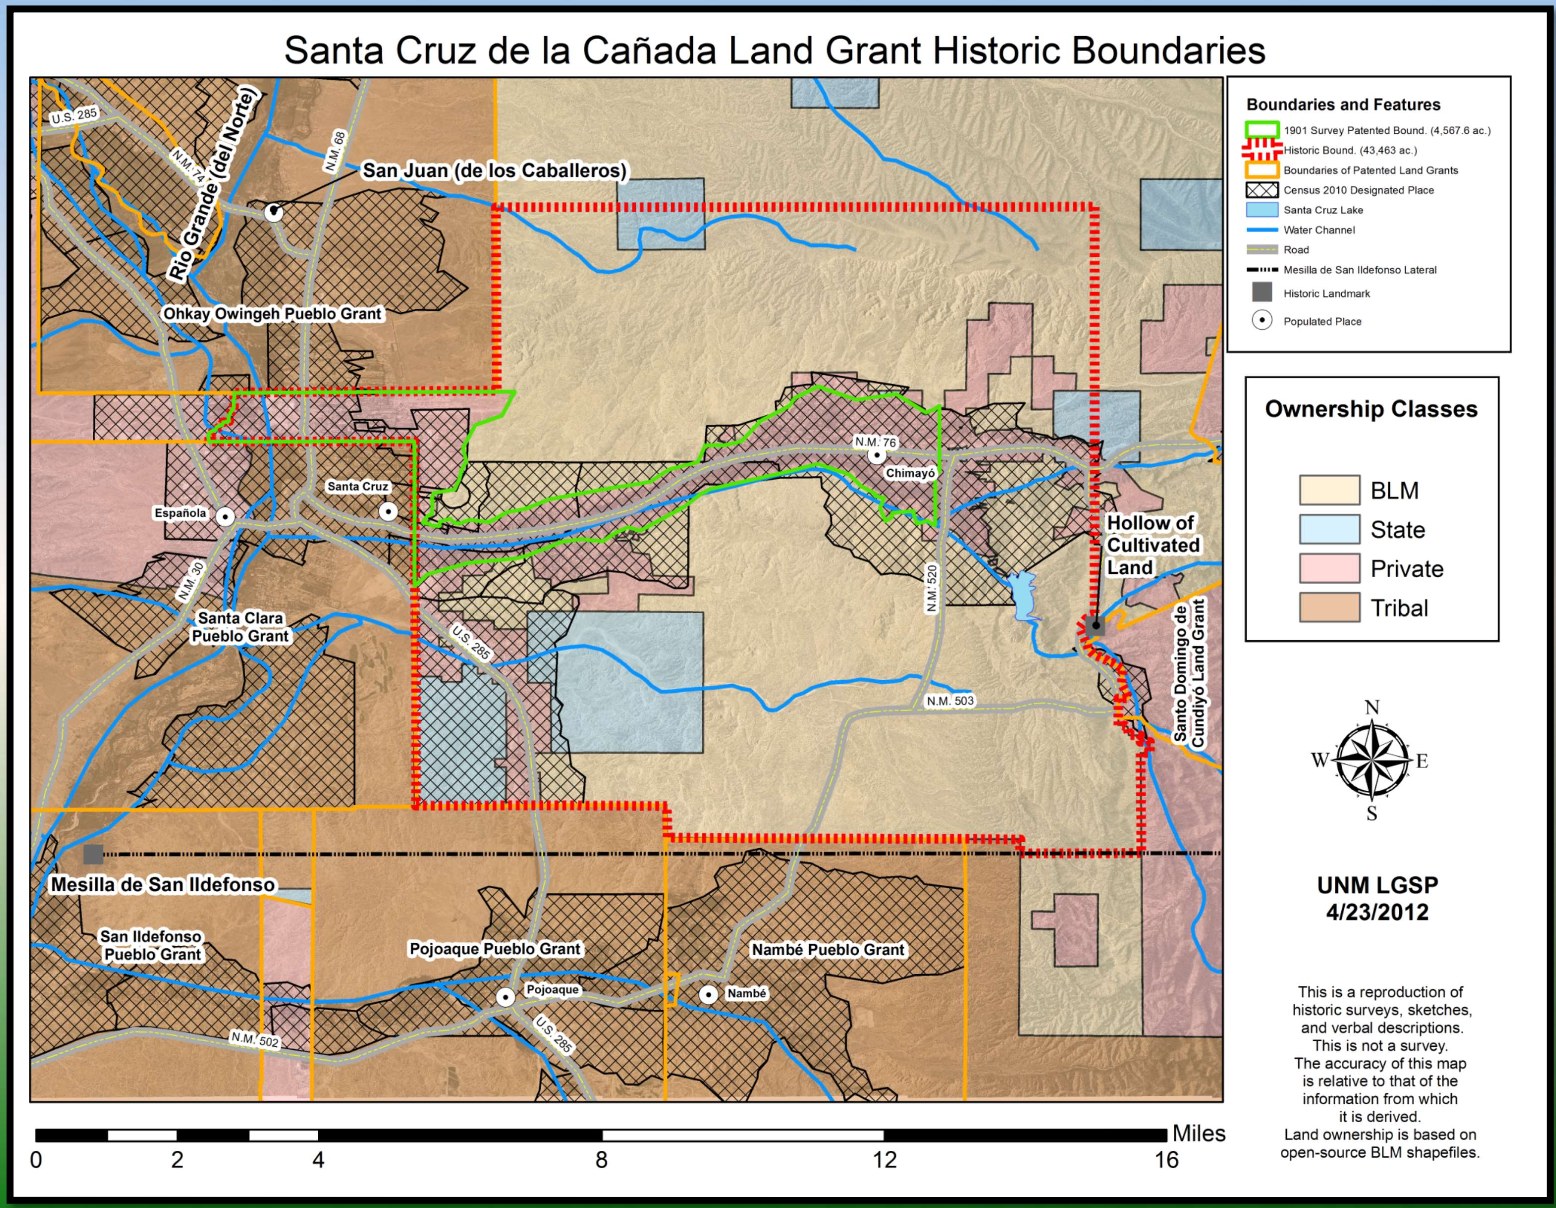 Santa Cruz de la Cañada Land Grant Historic Boundaries
U.S. 285
N.M. 74
Rio Grande (del Norte)
N.M. 68
San Juan (de los Caballeros)
Ohkay Owingeh Pueblo Grant
N.M. 76
Chimayó
Santa Cruz
Española
Hollow of
Cultivated
Land
N.M. 30
N.M. 520
Santa Clara
Pueblo Grant
U.S. 285
Santo Domingo de
Cundiyó Land Grant
N.M. 503
Mesilla de San Ildefonso
San Ildefonso
Pueblo Grant
Pojoaque Pueblo Grant
Nambé Pueblo Grant
Pojoaque
Nambé
N.M. 502
U.S. 285
Boundaries and Features
1901 Survey Patented Bound. (4,567.6 ac.)
Historic Bound. (43,463 ac.)
Boundaries of Patented Land Grants
Census 2010 Designated Place
Santa Cruz Lake
Water Channel
Road
Mesilla de San Ildefonso Lateral
Historic Landmark
Populated Place
Ownership Classes
BLM
State
Private
Tribal
N
W E
S
UNM LGSP
4/23/2012
This is a reproduction of
historic surveys, sketches,
and verbal descriptions.
This is not a survey.
The accuracy of this map
is relative to that of the
information from which
it is derived.
Land ownership is based on
open-source BLM shapefiles.
Miles
0 2 4 8 12 16